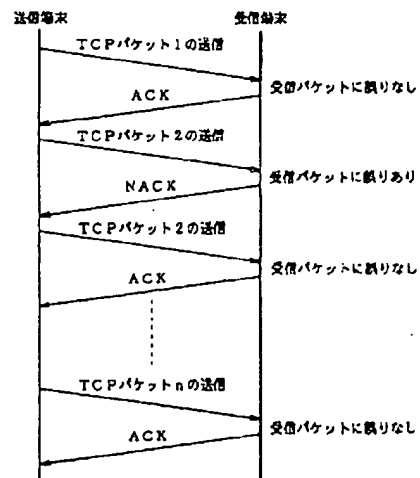 送信端末
受信端末
TCPパケット1の送信
受信パケットに誤りなし
ACK
TCPパケット2の送信
受信パケットに誤りあり
NACK
TCPパケット2の送信
受信パケットに誤りなし
ACK
TCPパケットnの送信
受信パケットに誤りなし
ACK